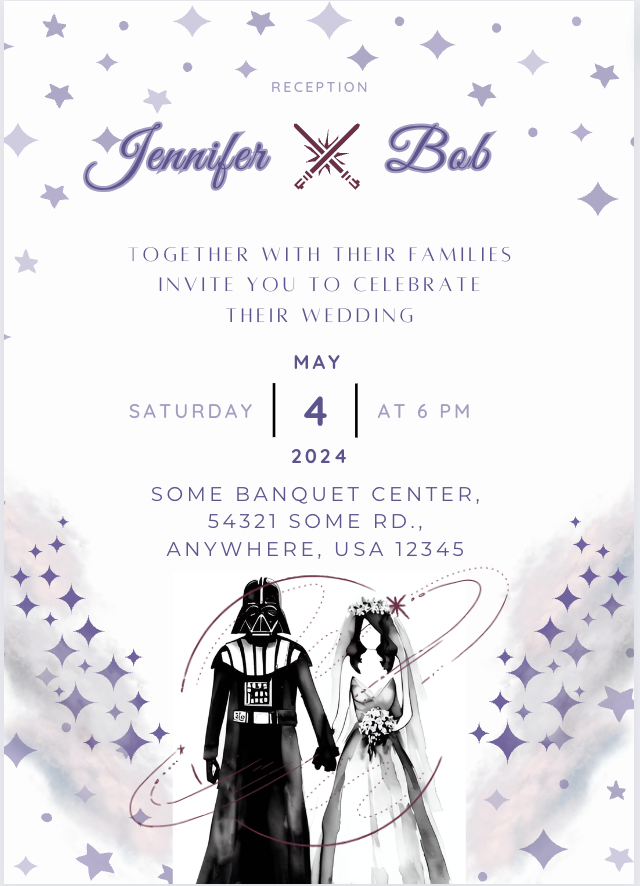 RECEPTION
Jennifer Bob
TOGETHER WITH THEIR FAMILIES
INVITE YOU TO CELEBRATE
THEIR WEDDING
MAY
SATURDAY 4 AT 6 PM
2024
SOME BANQUET CENTER,
54321 SOME RD.,
ANYWHERE, USA 12345